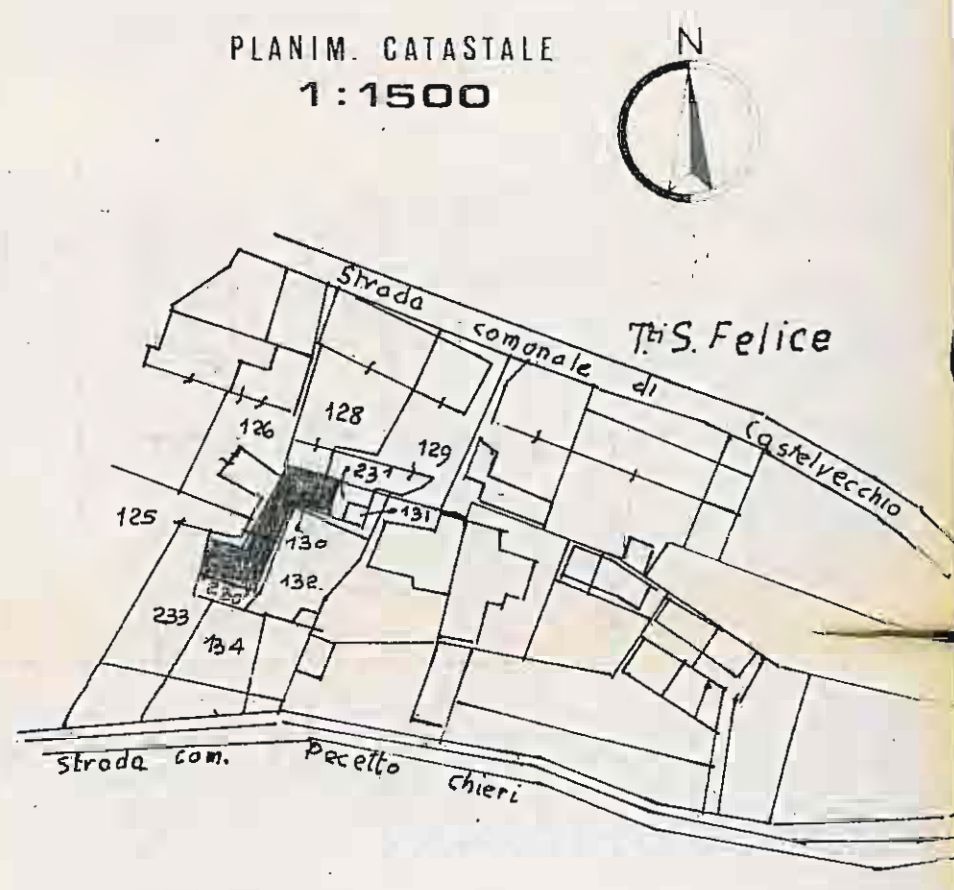 PLANIM. CATASTALE
1:1500
N
Strada comonale di Castelvecchio
T.ti S. Felice
128
126
129
231
131
125
130
132.
230
233
134
Strada com. Pecetto Chieri